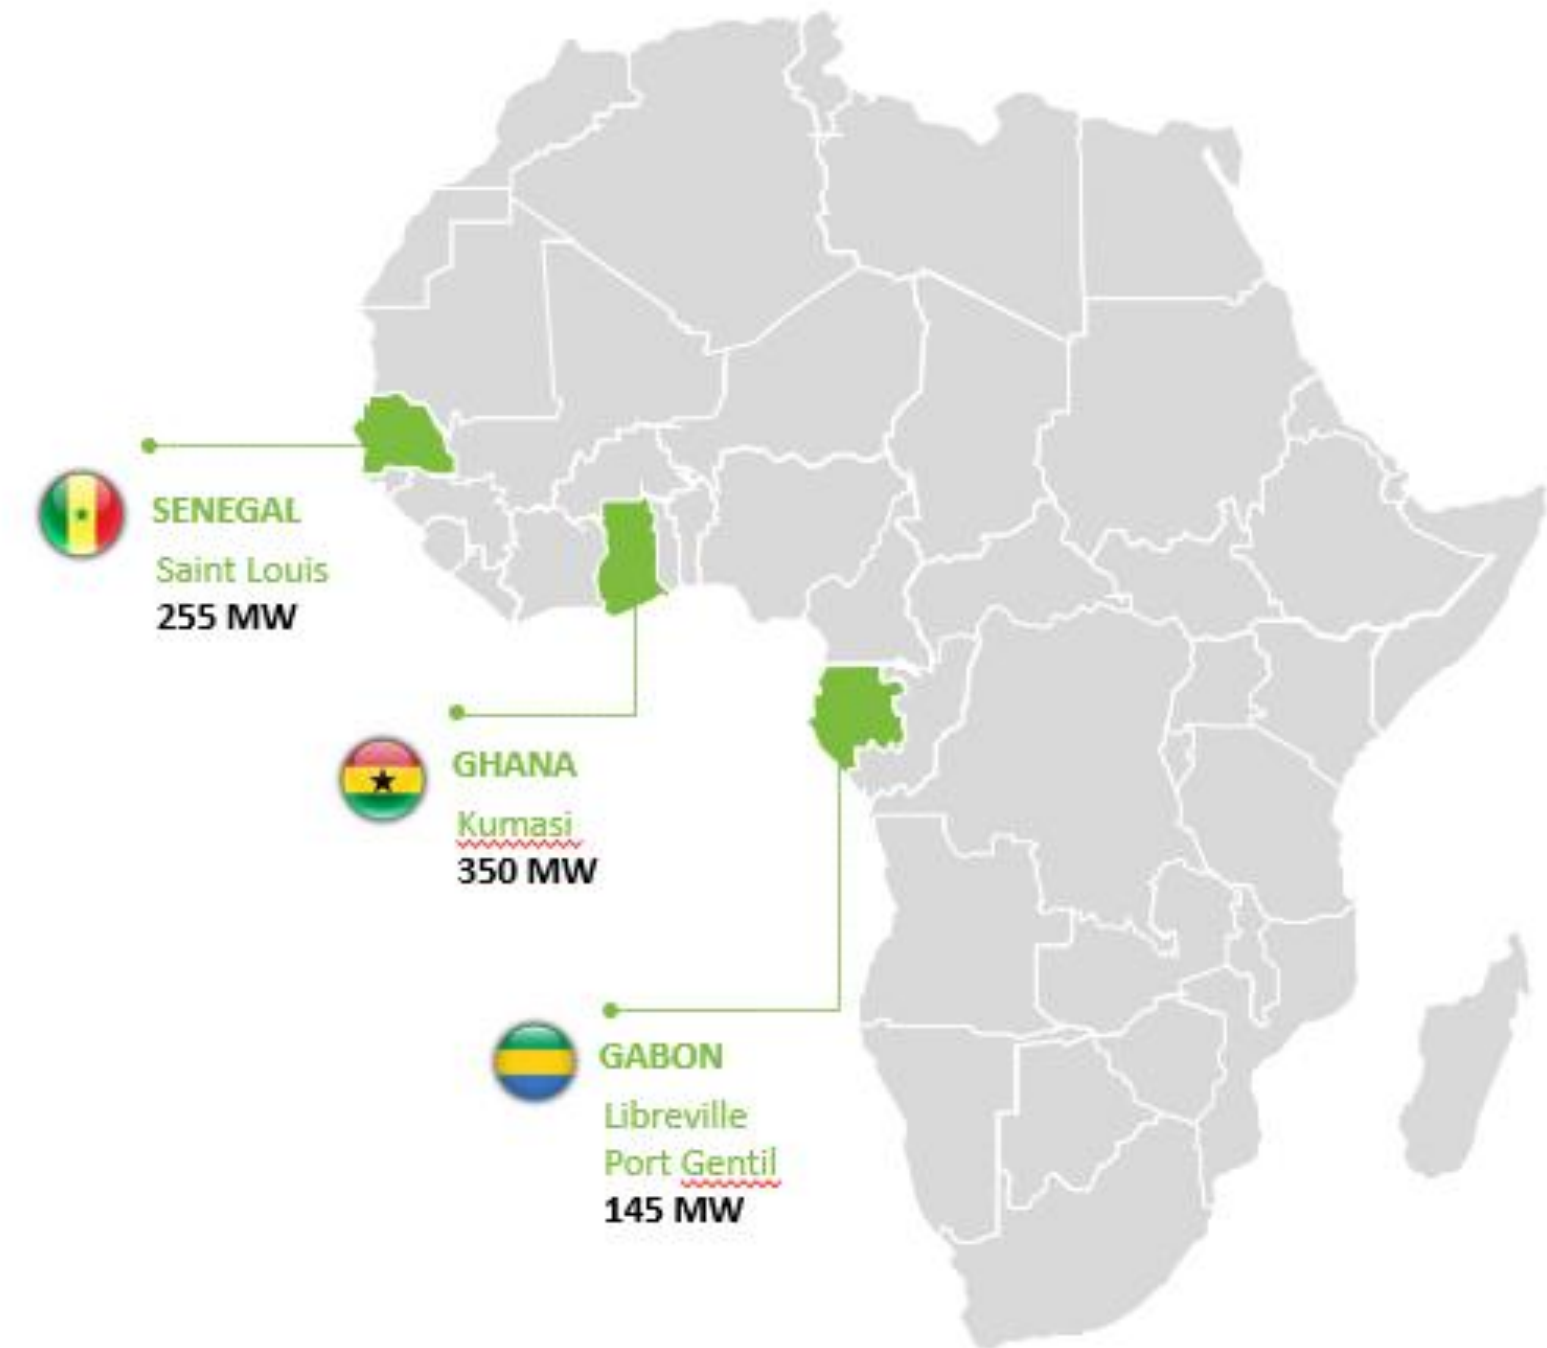 SENEGAL
Saint Louis
255 MW
GHANA
Kumasi
350 MW
GABON
Libreville
Port Gentil
145 MW